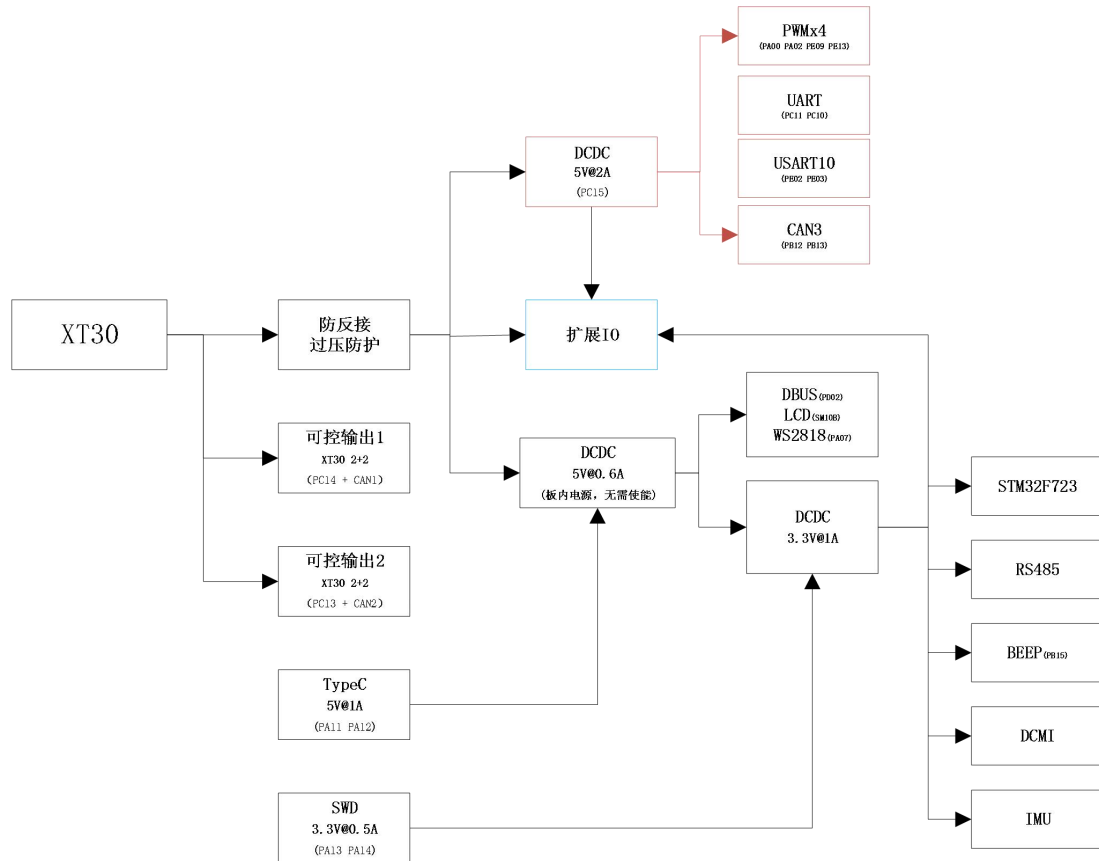 PWMx4
(PA00 PA02 PE09 PE13)
UART
(PC11 PC10)
DCDC
5V@2A
(PC15)
USART10
(PE02 PE03)
CAN3
(PB12 PB13)
XT30
防反接
过压防护
扩展IO
可控输出1
XT30 2+2
(PC14 + CAN1)
DCDC
5V@0.6A
(板内电源，无需使能)
DBUS(PD02)
LCD(SM10B)
WS2818(PA07)
DCDC
3.3V@1A
STM32F723
可控输出2
XT30 2+2
(PC13 + CAN2)
RS485
BEEP(PB15)
TypeC
5V@1A
(PA11 PA12)
DCMI
SWD
3.3V@0.5A
(PA13 PA14)
IMU